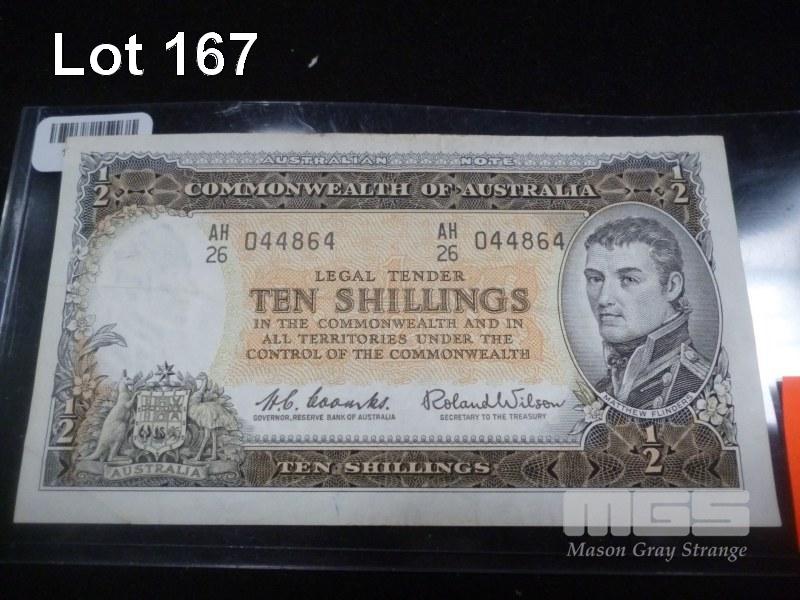 Lot 167
AUSTRALIAN NOTE
1/2 COMMONWEALTH OF AUSTRALIA 1/2
AH 26 044864 AH 26 044864
LEGAL TENDER
TEN SHILLINGS
IN THE COMMONWEALTH AND IN
ALL TERRITORIES UNDER THE
CONTROL OF THE COMMONWEALTH
H.C. Coombs. Roland Wilson
GOVERNOR, RESERVE BANK OF AUSTRALIA SECRETARY TO THE TREASURY
MATTHEW FLINDERS
1/2 1/2
AUSTRALIA
TEN SHILLINGS
MGS
Mason Gray Strange